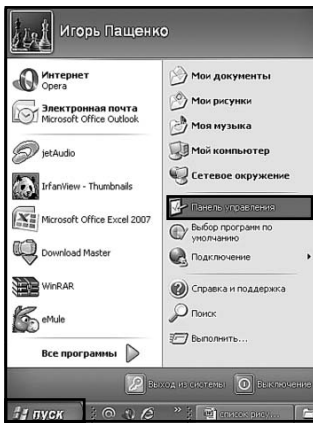 Игорь Пащенко
Интернет
Opera
Электронная почта
Microsoft Office Outlook
jetAudio
IrfanView - Thumbnails
Microsoft Office Excel 2007
Download Master
WinRAR
eMule
Все программы
Мои документы
Мои рисунки
Моя музыка
Мой компьютер
Сетевое окружение
Панель управления
Выбор программ по
умолчанию
Подключение
Справка и поддержка
Поиск
Выполнить...
Выход из системы
Выключение
пуск
список рису...